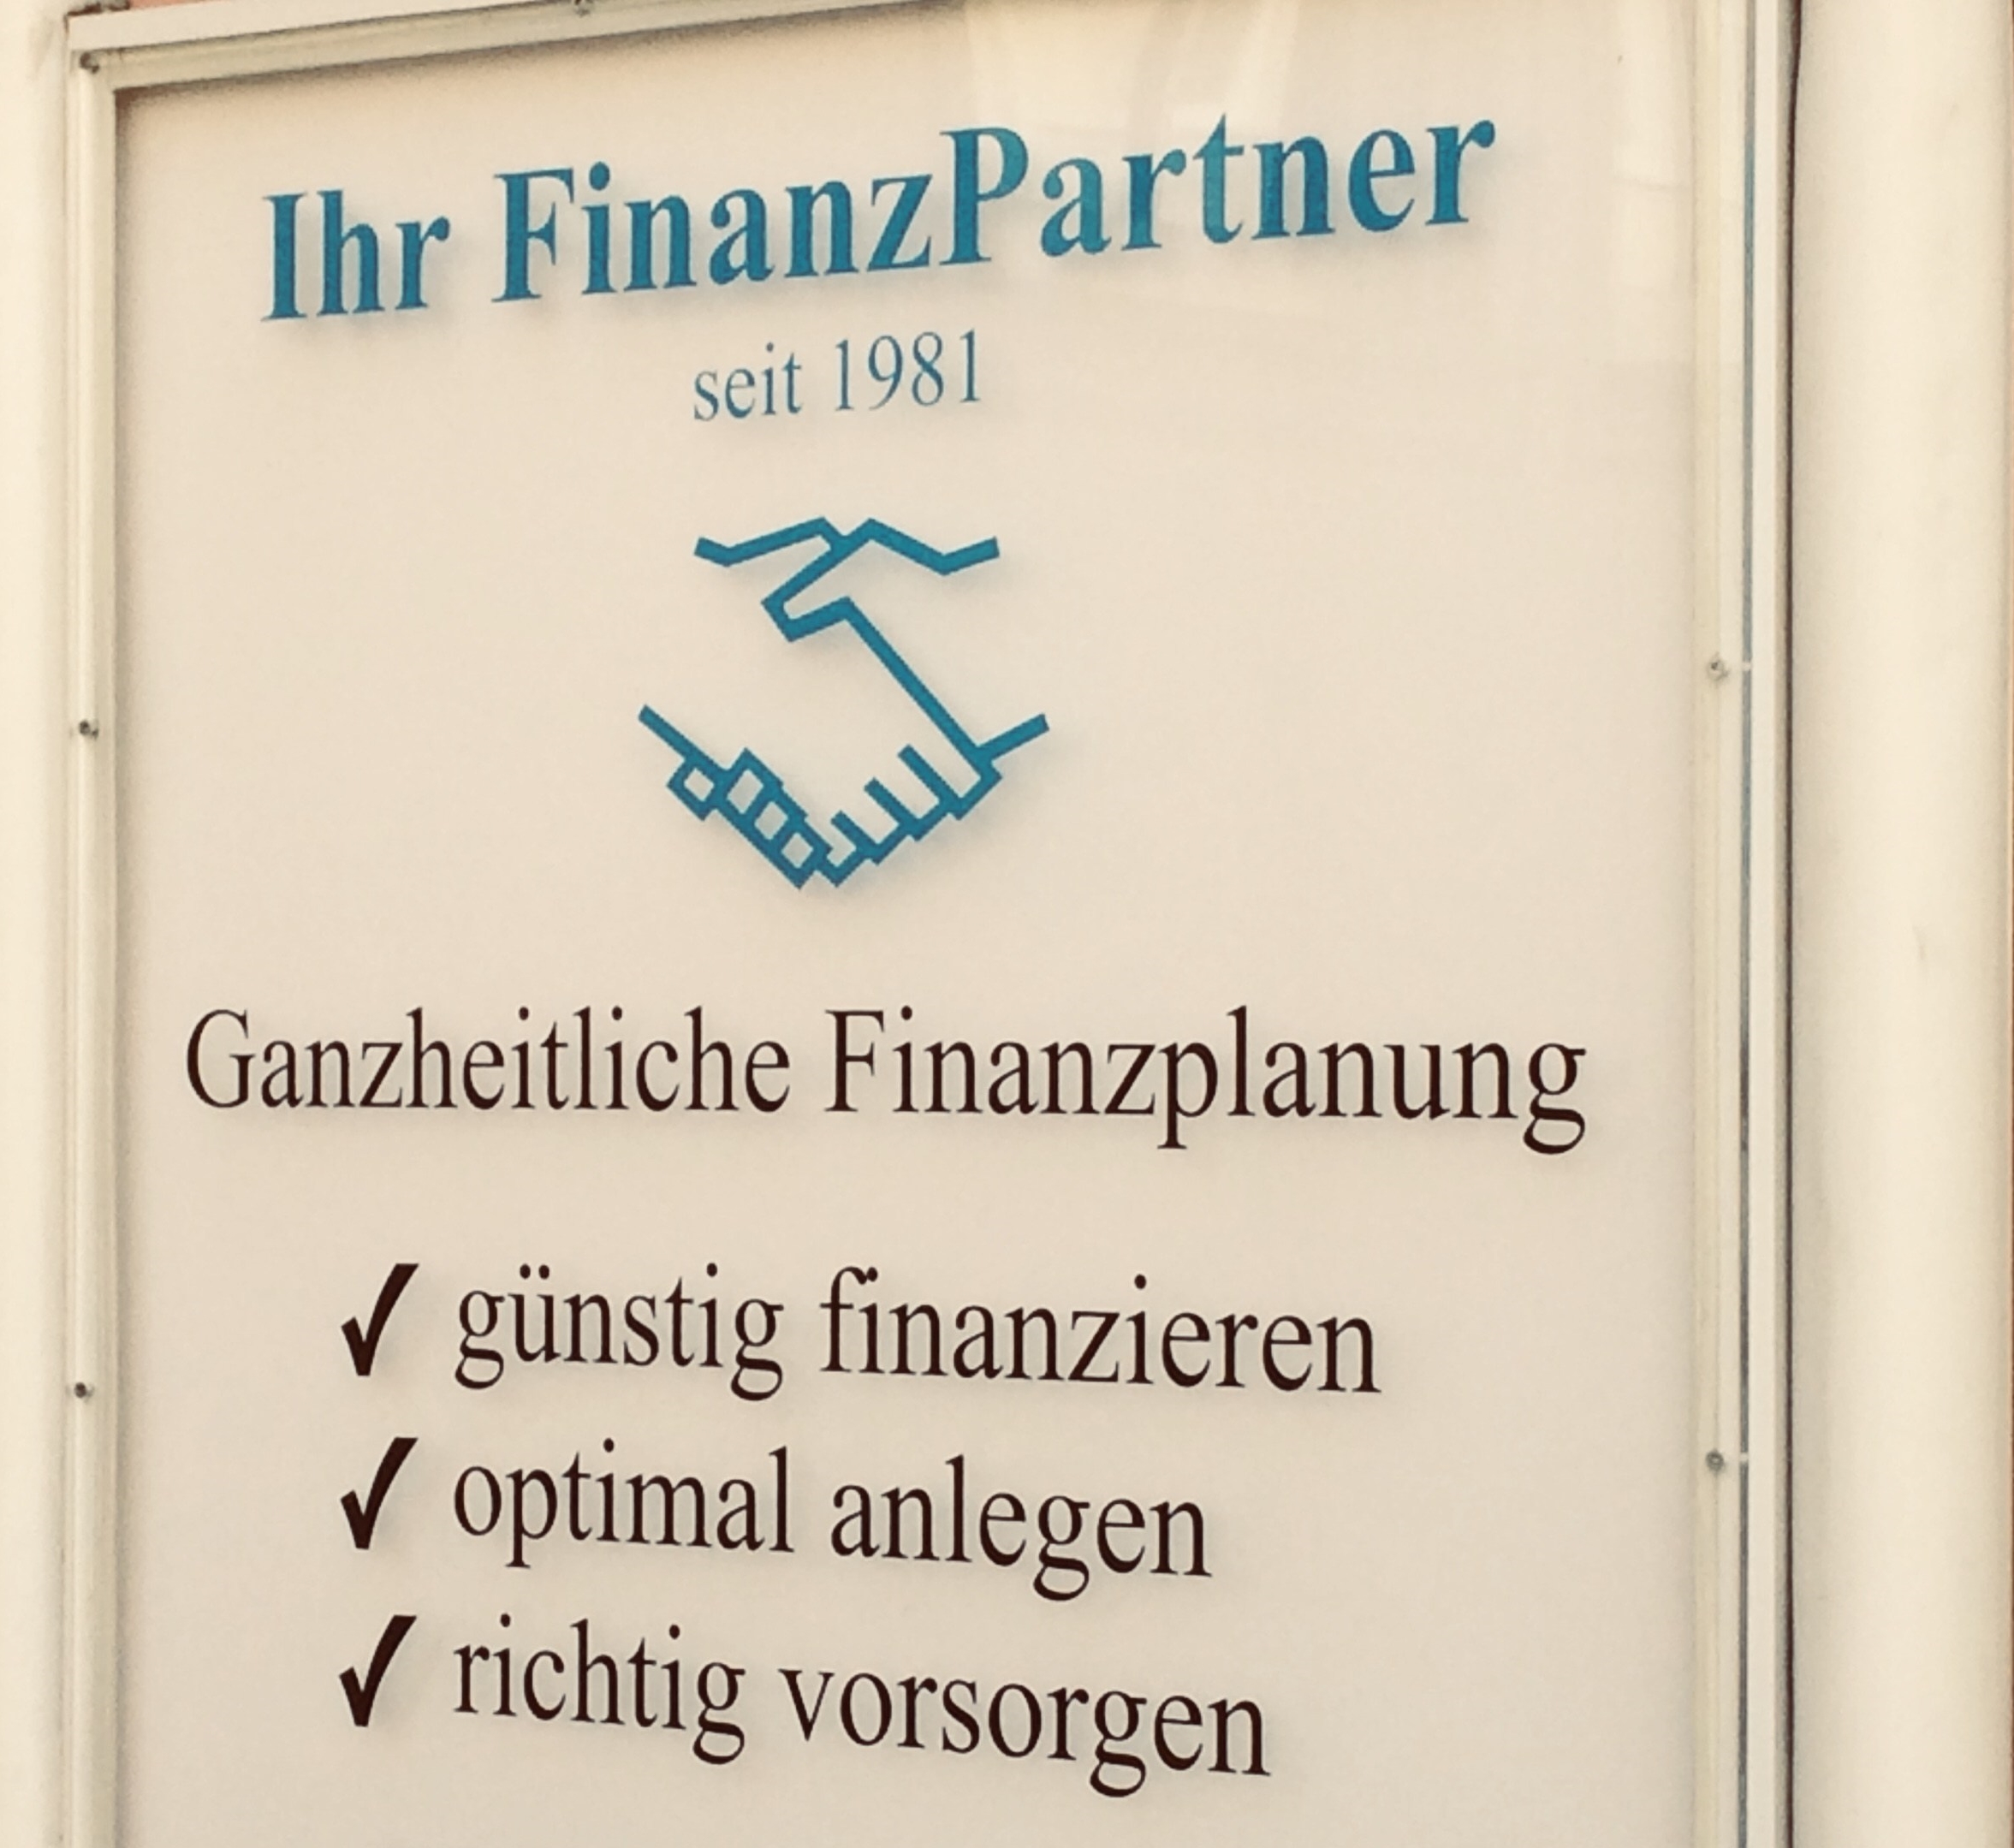 Ihr FinanzPartner
seit 1981
Ganzheitliche Finanzplanung
✓ günstig finanzieren
✓ optimal anlegen
✓ richtig vorsorgen